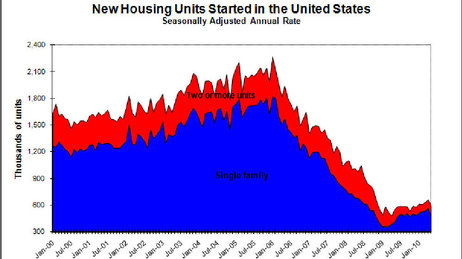 New Housing Units Started in the United States
Seasonally Adjusted Annual Rate
Thousands of units
2,400
2,100
1,800
1,500
1,200
900
600
300
Two or more units
Single family
Jan-00
Jul-00
Jan-01
Jul-01
Jan-02
Jul-02
Jan-03
Jul-03
Jan-04
Jul-04
Jan-05
Jul-05
Jan-06
Jul-06
Jan-07
Jul-07
Jan-08
Jul-08
Jan-09
Jul-09
Jan-10